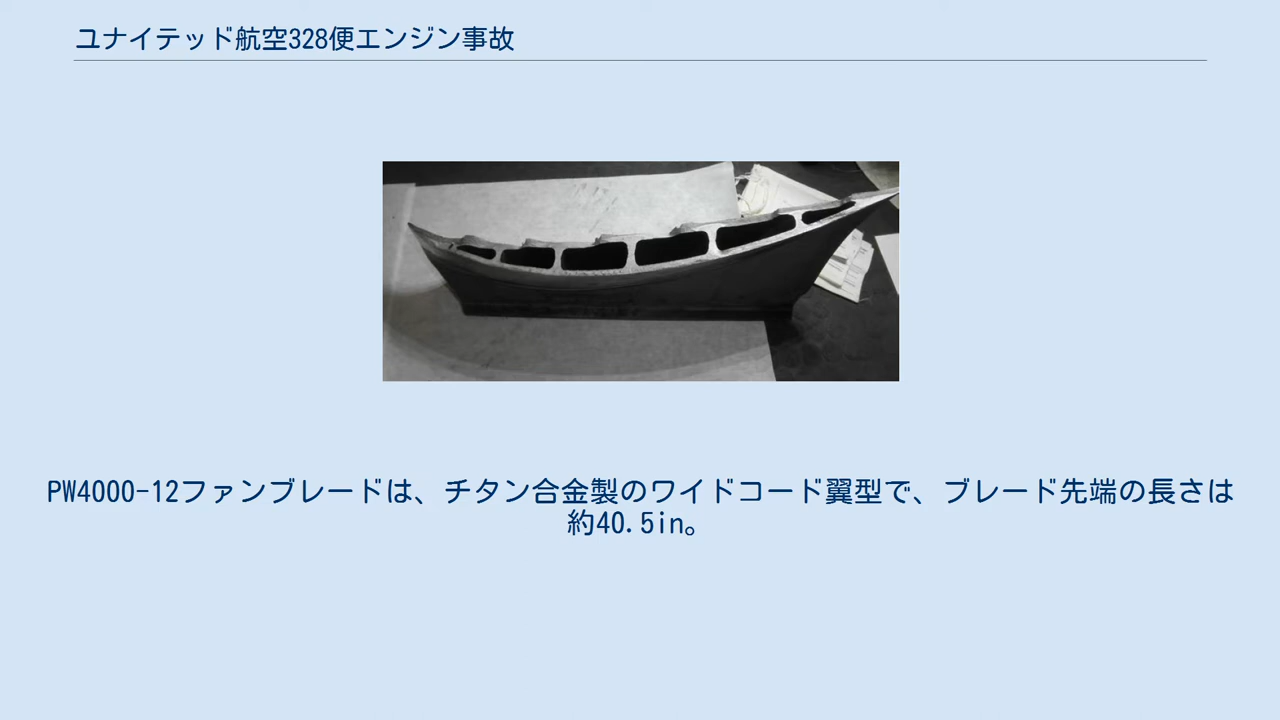 ユナイテッド航空328便エンジン事故
PW4000-12ファンブレードは、チタン合金製のワイドコード翼型で、ブレード先端の長さは
約40.5in。